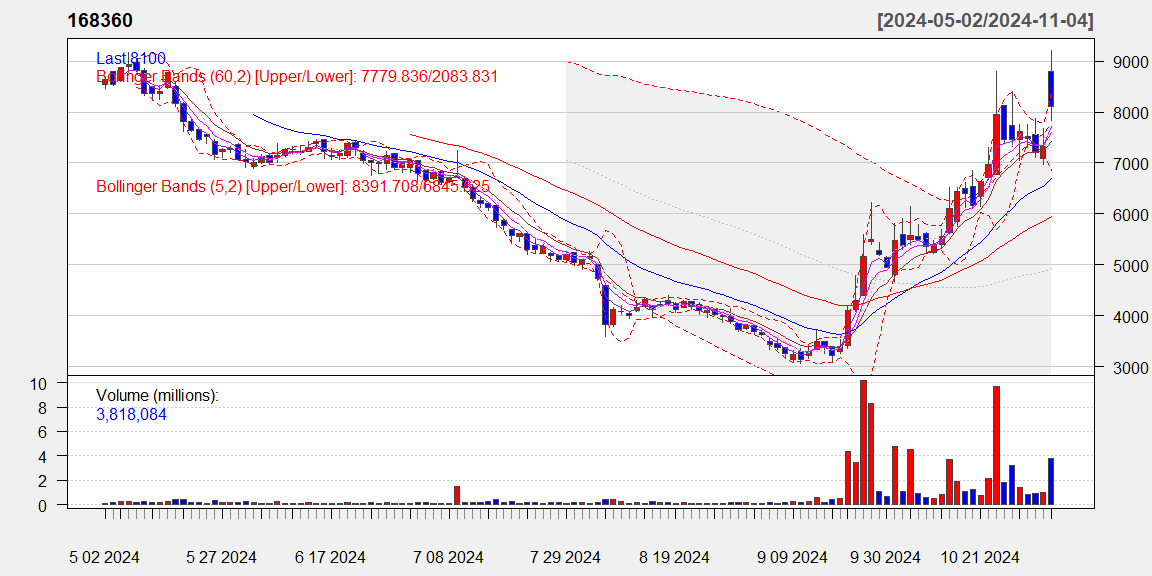 168360
[2024-05-02/2024-11-04]
Last 8100
Bollinger Bands (60,2) [Upper/Lower]: 7779.836/2083.831
Bollinger Bands (5,2) [Upper/Lower]: 8391.708/6845.625
9000
8000
7000
6000
5000
4000
3000
Volume (millions):
3,818,084
10
8
6
4
2
0
5 02 2024
5 27 2024
6 17 2024
7 08 2024
7 29 2024
8 19 2024
9 09 2024
9 30 2024
10 21 2024